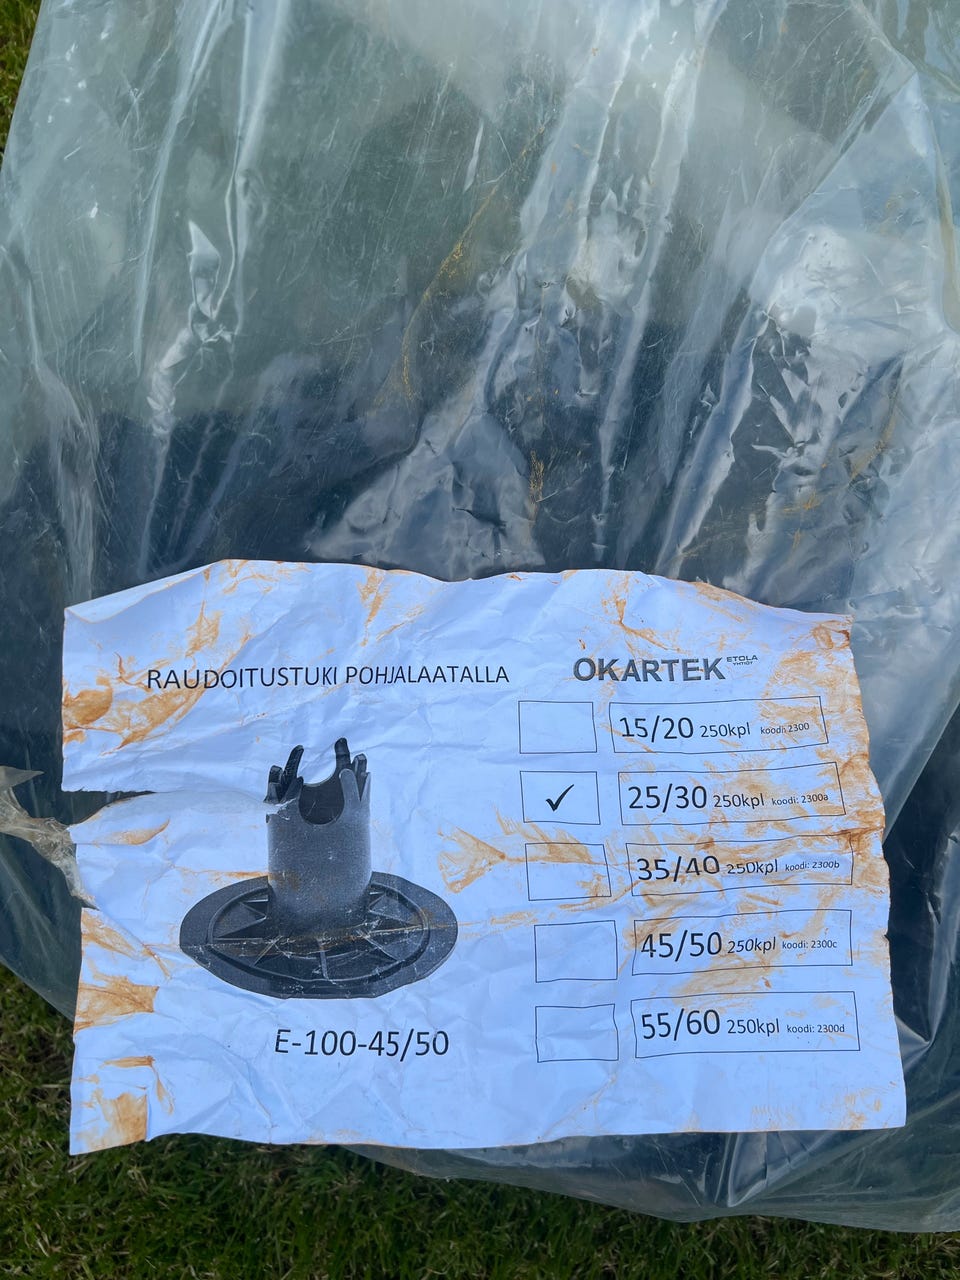 RAUDOITUSTUKI POHJALAATALLA
OKARTEK ETOLA
YHTIÖT
15/20 250kpl koodi: 2300
✓ 25/30 250kpl koodi: 2300a
35/40 250kpl koodi: 2300b
45/50 250kpl koodi: 2300c
55/60 250kpl koodi: 2300d
E-100-45/50